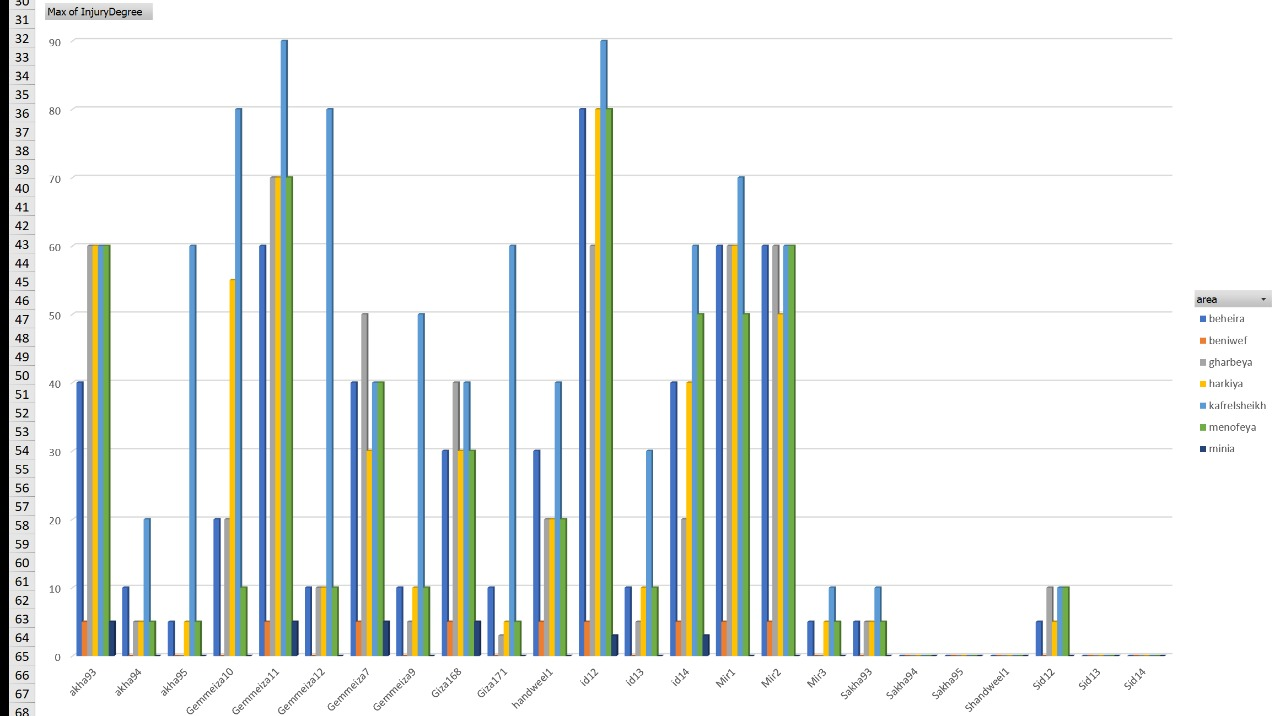 30
31
32
33
34
35
36
37
38
39
40
41
42
43
44
45
46
47
48
49
50
51
52
53
54
55
56
57
58
59
60
61
62
63
64
65
66
67
68
Max of InjuryDegree
90
80
70
60
50
40
30
20
10
0
akha93
akha94
akha95
Gemmeiza10
Gemmeiza11
Gemmeiza12
Gemmeiza7
Gemmeiza9
Giza168
Giza171
handweel1
id12
id13
id14
Mir1
Mir2
Mir3
Sakha93
Sakha94
Sakha95
Shandweel1
Sid12
Sid13
Sid14
area
beheira
beniwef
gharbeya
harkiya
kafrelsheikh
menofeya
minia